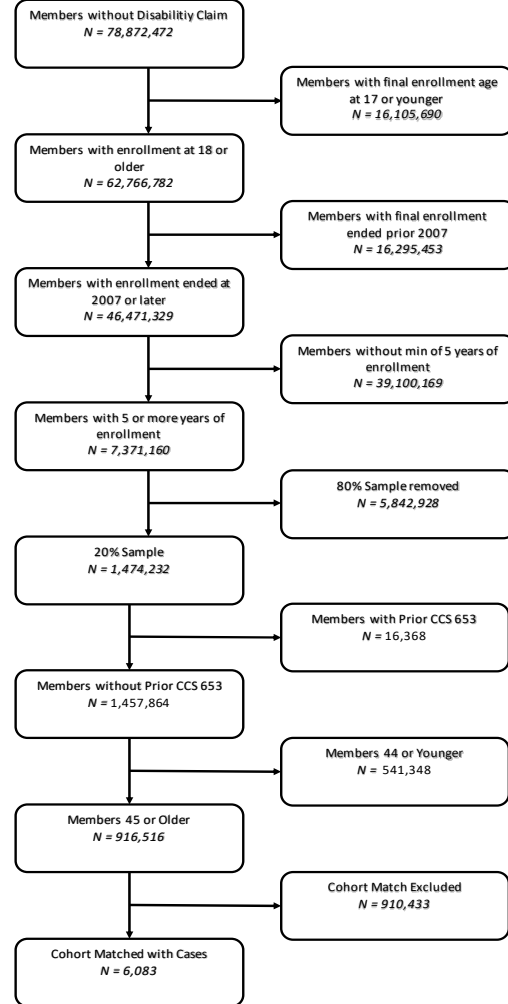 Members without Disabilitiy Claim
N = 78,872,472
Members with final enrollment age
at 17 or younger
N = 16,105,690
Members with enrollment at 18 or
older
N = 62,766,782
Members with final enrollment
ended prior 2007
N = 16,295,453
Members with enrollment ended at
2007 or later
N = 46,471,329
Members without min of 5 years of
enrollment
N = 39,100,169
Members with 5 or more years of
enrollment
N = 7,371,160
80% Sample removed
N = 5,842,928
20% Sample
N = 1,474,232
Members with Prior CCS 653
N = 16,368
Members without Prior CCS 653
N = 1,457,864
Members 44 or Younger
N = 541,348
Members 45 or Older
N = 916,516
Cohort Match Excluded
N = 910,433
Cohort Matched with Cases
N = 6,083